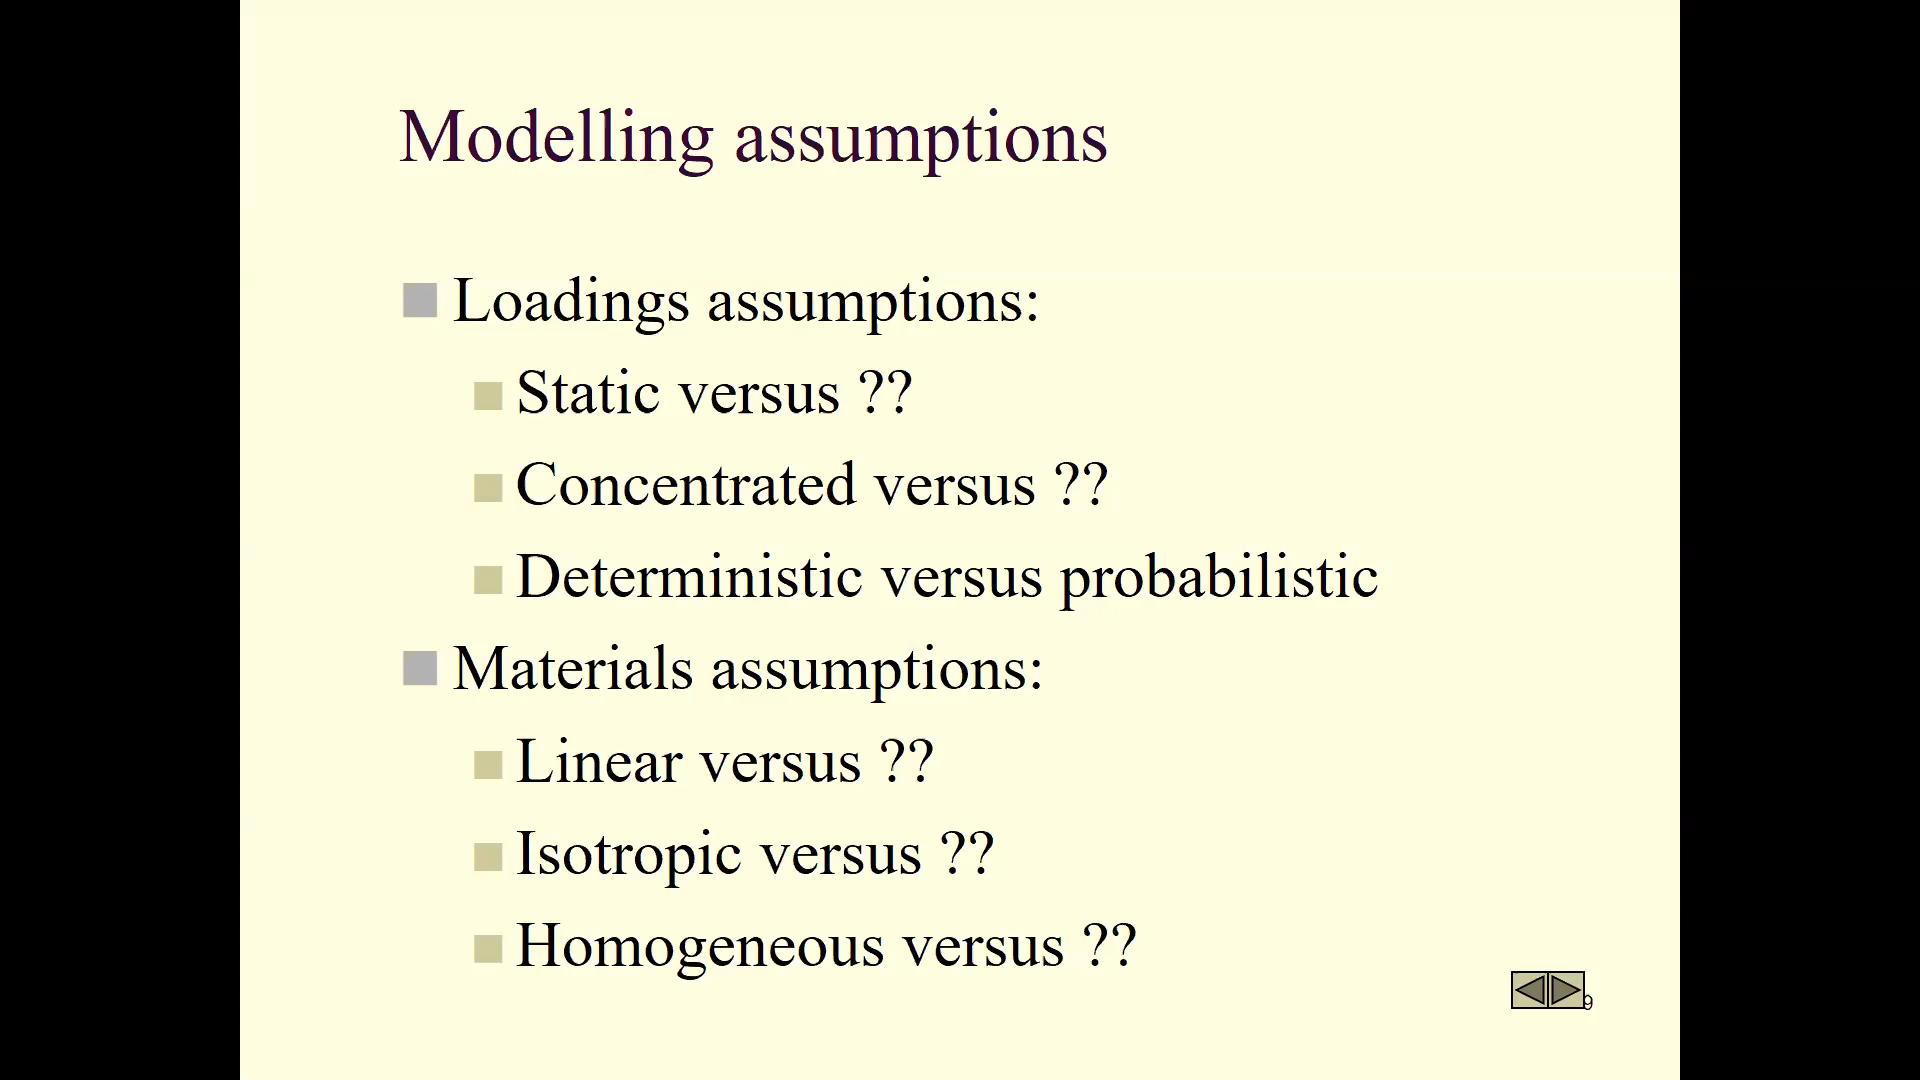 Modelling assumptions
Loadings assumptions:
Static versus ??
Concentrated versus ??
Deterministic versus probabilistic
Materials assumptions:
Linear versus ??
Isotropic versus ??
Homogeneous versus ??
9